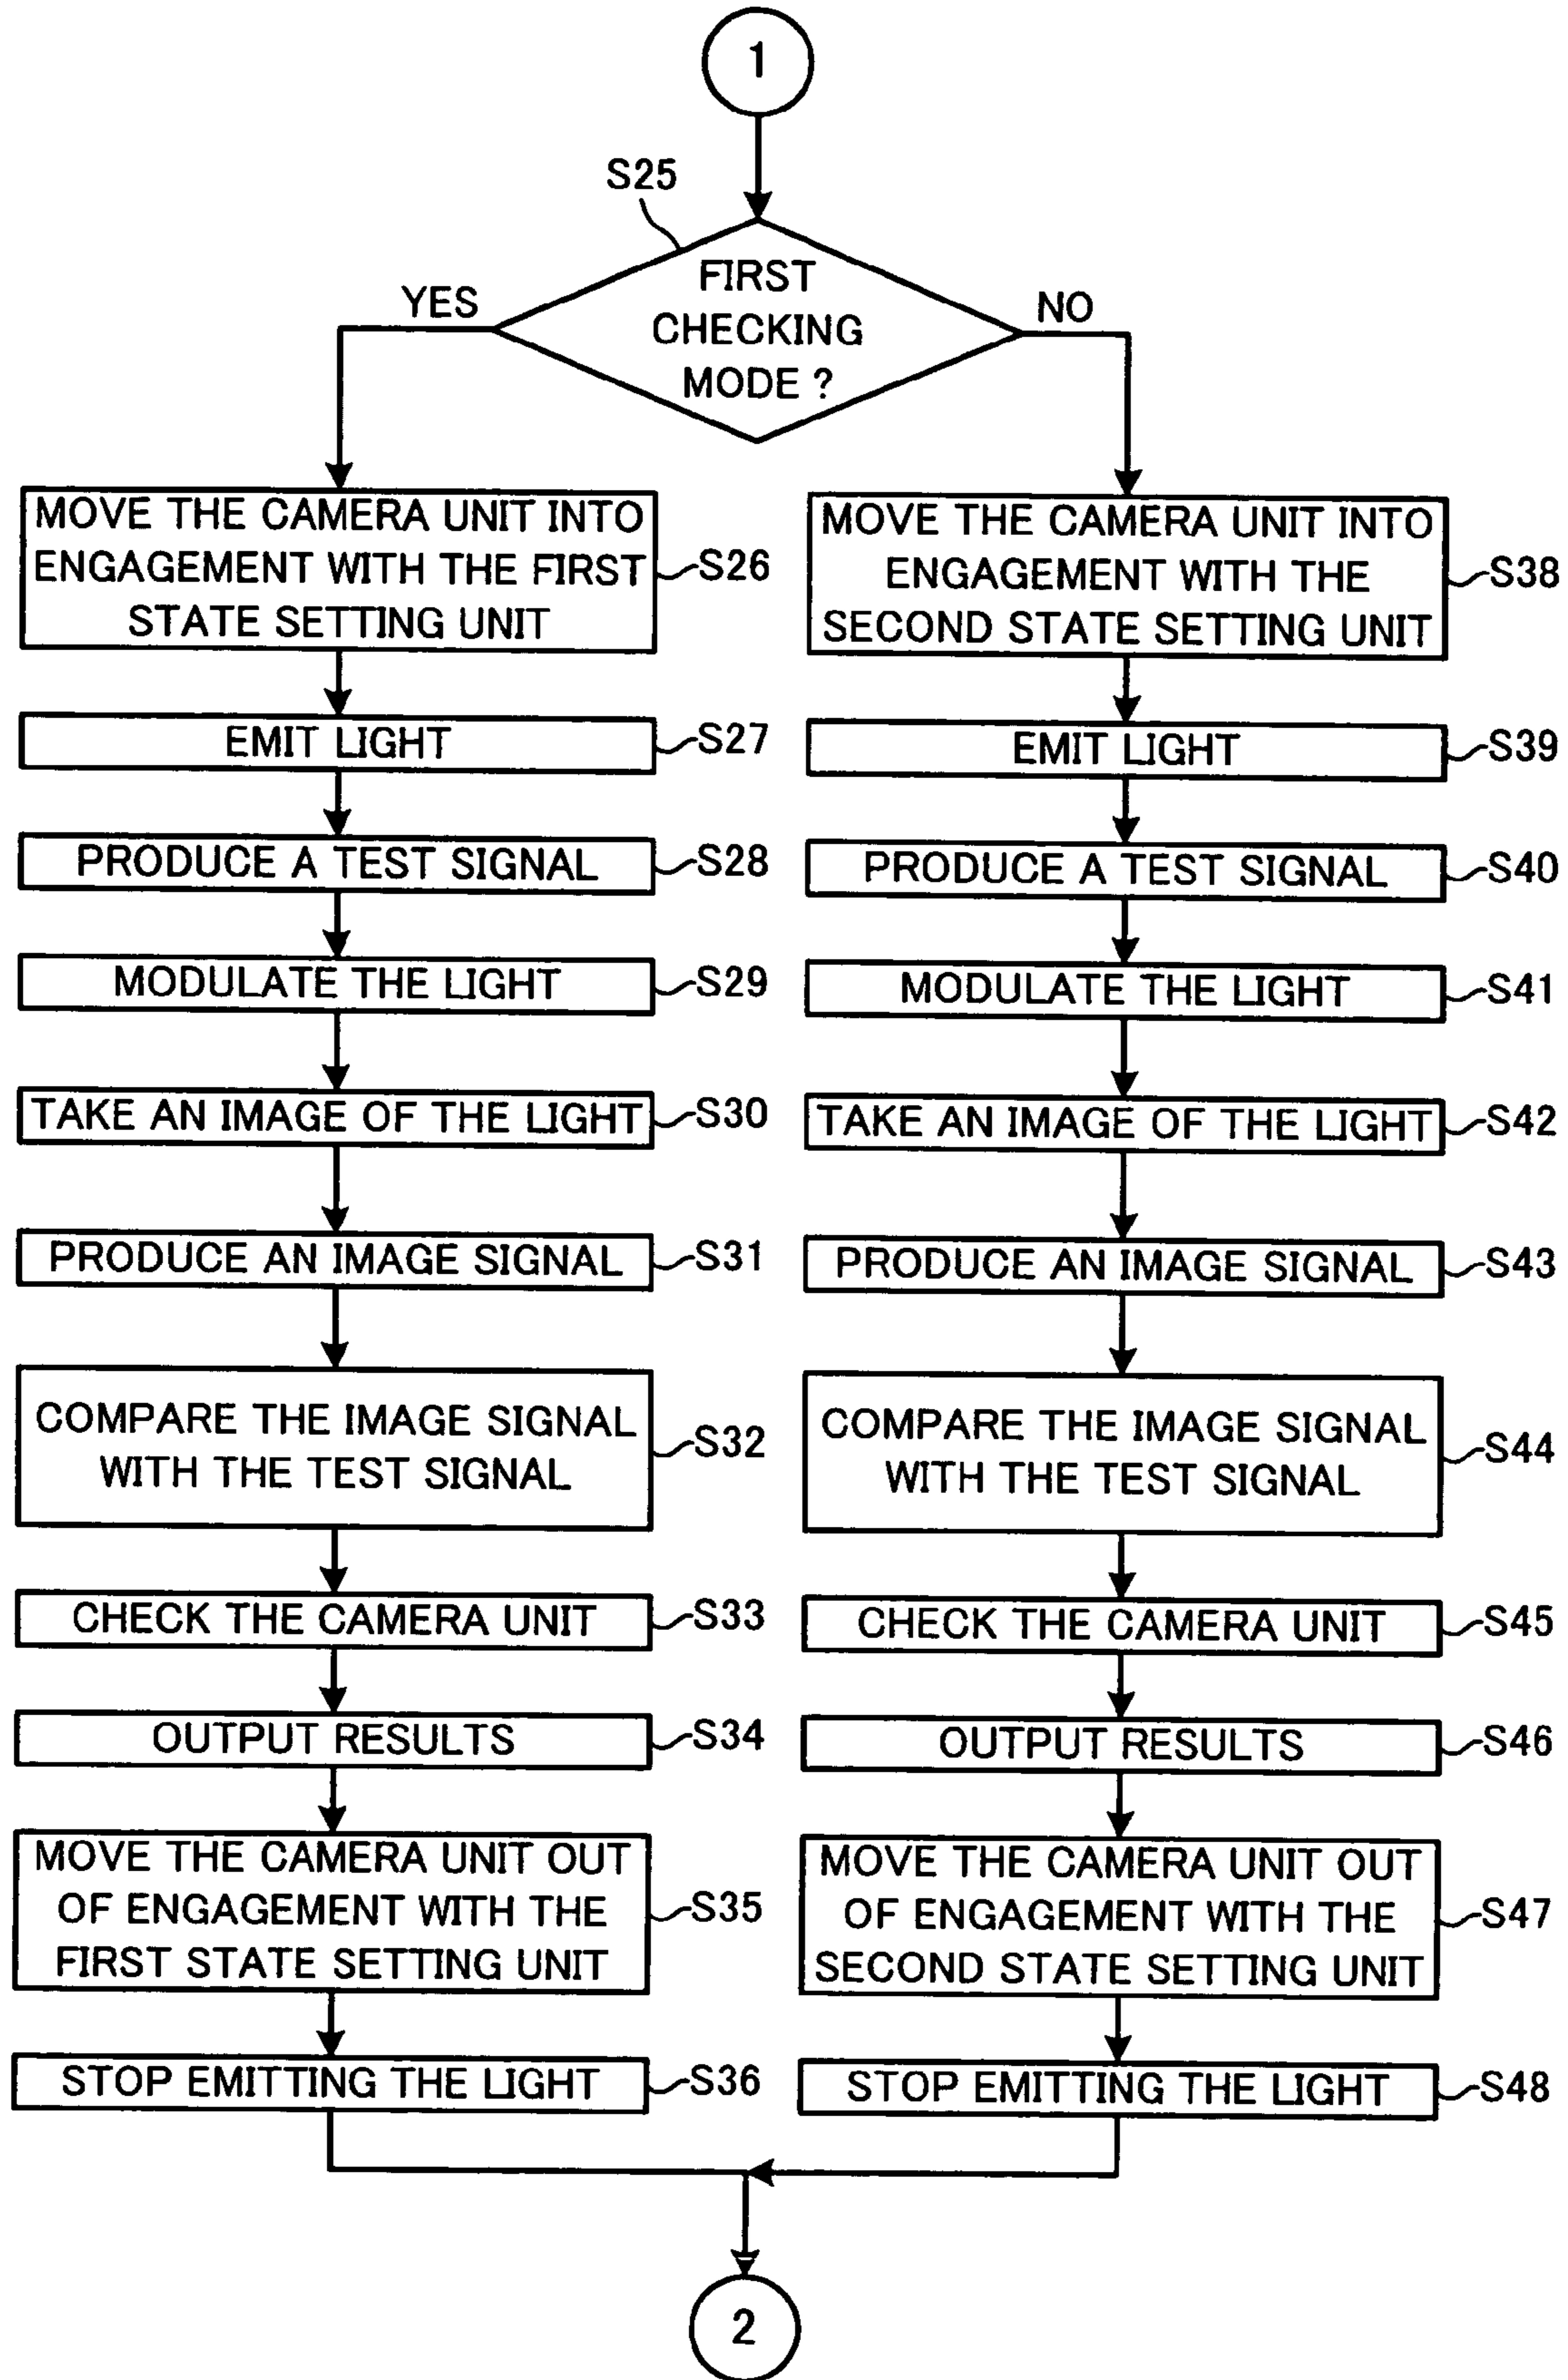 1
S25
FIRST
CHECKING
MODE ?
YES
NO
MOVE THE CAMERA UNIT INTO
ENGAGEMENT WITH THE FIRST
STATE SETTING UNIT
S26
EMIT LIGHT
S27
PRODUCE A TEST SIGNAL
S28
MODULATE THE LIGHT
S29
TAKE AN IMAGE OF THE LIGHT
S30
PRODUCE AN IMAGE SIGNAL
S31
COMPARE THE IMAGE SIGNAL
WITH THE TEST SIGNAL
S32
CHECK THE CAMERA UNIT
S33
OUTPUT RESULTS
S34
MOVE THE CAMERA UNIT OUT
OF ENGAGEMENT WITH THE
FIRST STATE SETTING UNIT
S35
STOP EMITTING THE LIGHT
S36
MOVE THE CAMERA UNIT INTO
ENGAGEMENT WITH THE
SECOND STATE SETTING UNIT
S38
EMIT LIGHT
S39
PRODUCE A TEST SIGNAL
S40
MODULATE THE LIGHT
S41
TAKE AN IMAGE OF THE LIGHT
S42
PRODUCE AN IMAGE SIGNAL
S43
COMPARE THE IMAGE SIGNAL
WITH THE TEST SIGNAL
S44
CHECK THE CAMERA UNIT
S45
OUTPUT RESULTS
S46
MOVE THE CAMERA UNIT OUT
OF ENGAGEMENT WITH THE
SECOND STATE SETTING UNIT
S47
STOP EMITTING THE LIGHT
S48
2